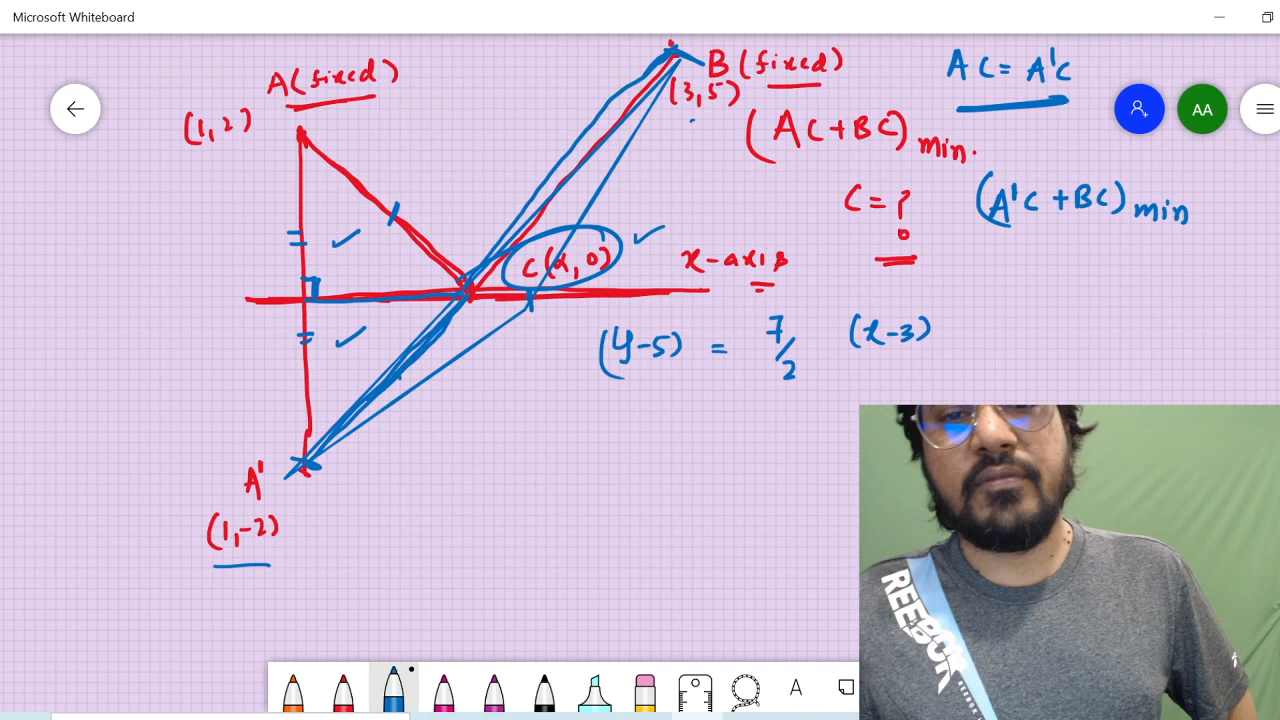 Microsoft Whiteboard
A(fixed)
(1,2)
B (fixed)
(3,5)
AC = A'C
AA
(AC+BC) min.
C = ?
(A'C +BC) min
C(α,0)
x-axis
(y-5) = 7/2 (x-3)
A'
(1,-2)
REEBOK
REEBOK
A